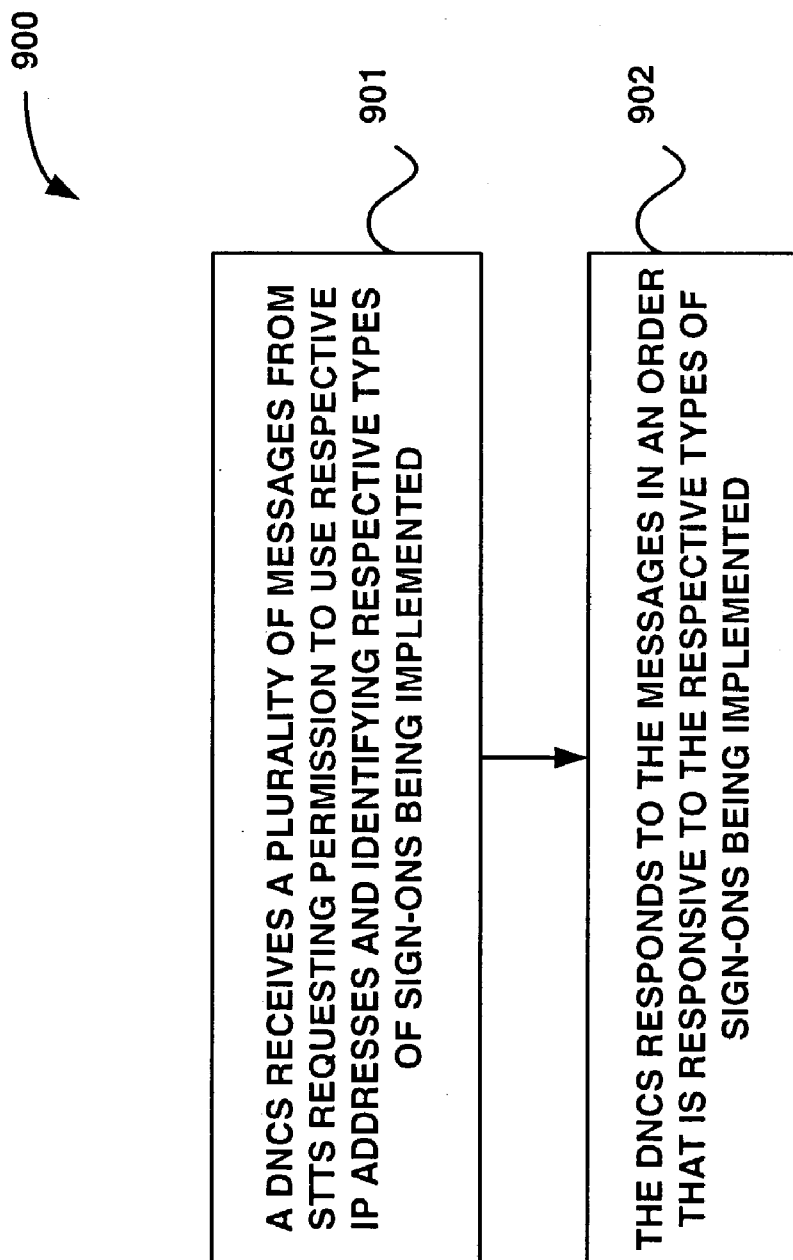 900
A DNCS RECEIVES A PLURALITY OF MESSAGES FROM
STTS REQUESTING PERMISSION TO USE RESPECTIVE
IP ADDRESSES AND IDENTIFYING RESPECTIVE TYPES
OF SIGN-ONS BEING IMPLEMENTED
901
THE DNCS RESPONDS TO THE MESSAGES IN AN ORDER
THAT IS RESPONSIVE TO THE RESPECTIVE TYPES OF
SIGN-ONS BEING IMPLEMENTED
902